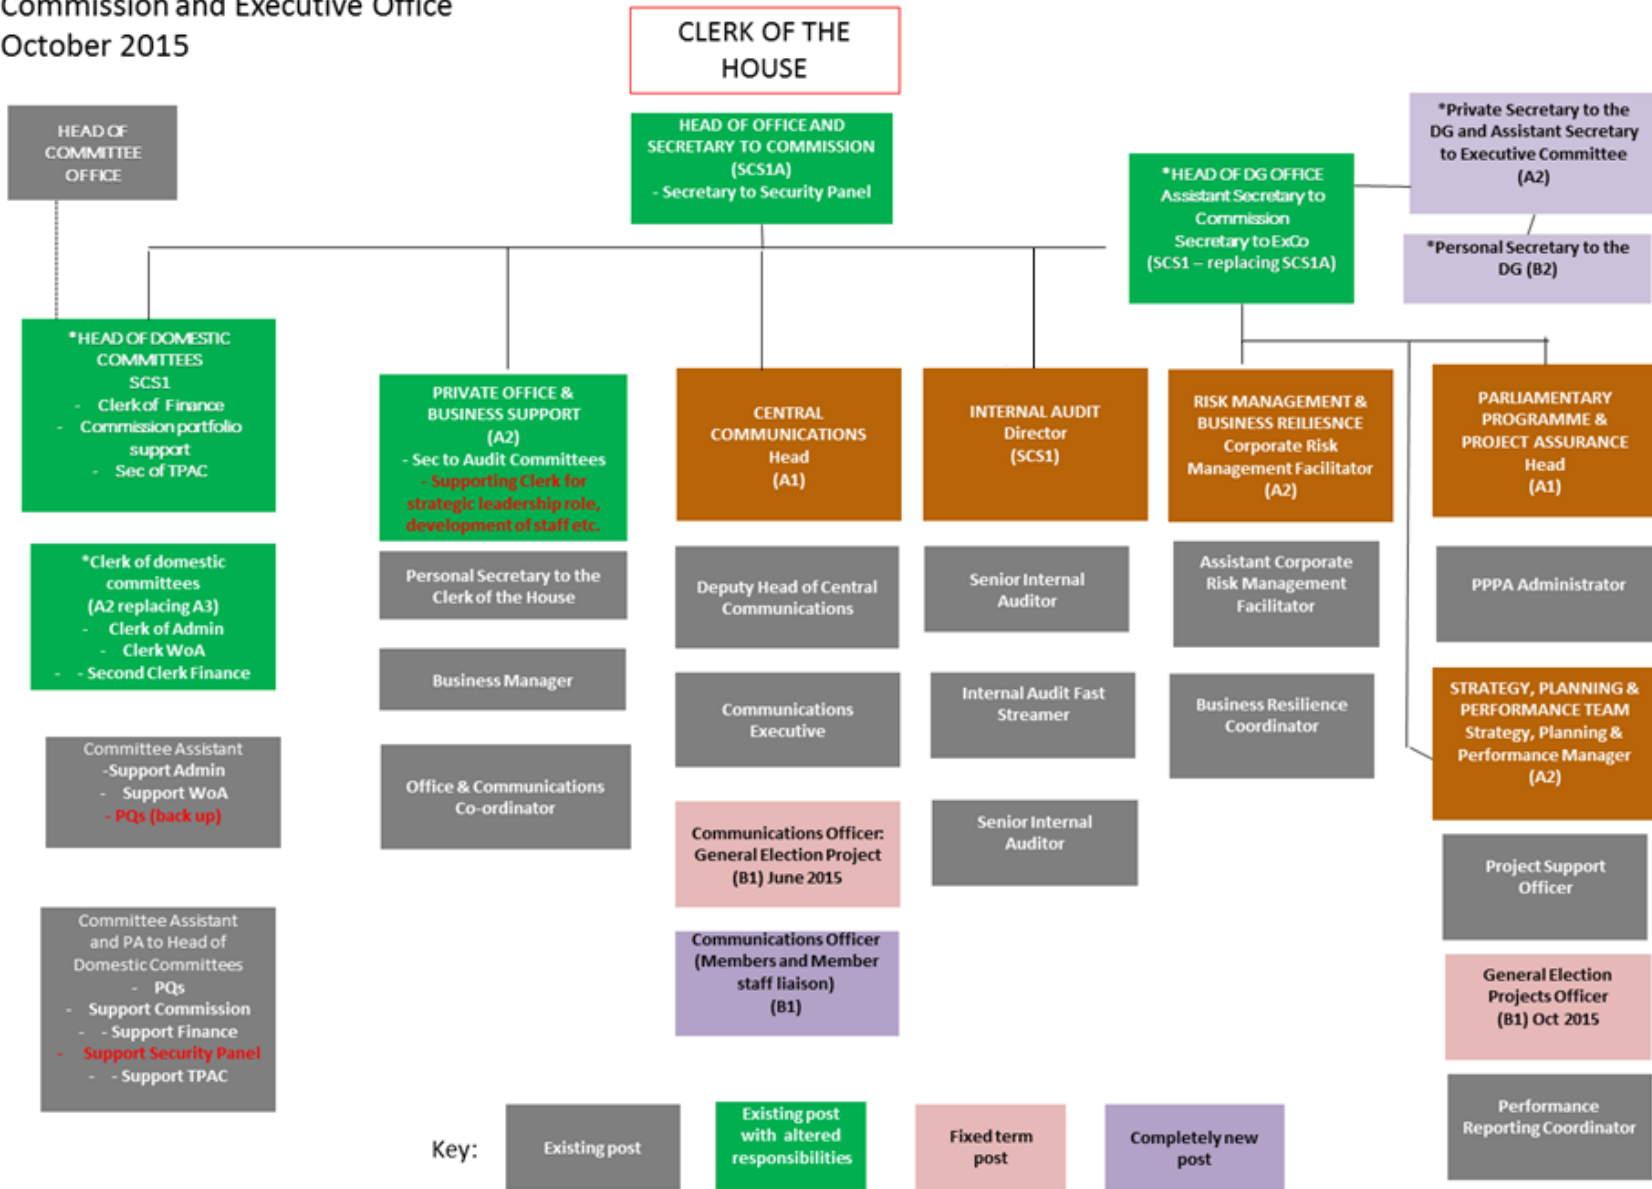 Commission and Executive Office
October 2015
CLERK OF THE
HOUSE
HEAD OF
COMMITTEE
OFFICE
HEAD OF OFFICE AND
SECRETARY TO COMMISSION
(SCS1A)
- Secretary to Security Panel
*HEAD OF DG OFFICE
Assistant Secretary to
Commission
Secretary to ExCo
(SCS1 – replacing SCS1A)
*Private Secretary to the
DG and Assistant Secretary
to Executive Committee
(A2)
*Personal Secretary to the
DG (B2)
*HEAD OF DOMESTIC
COMMITTEES
SCS1
- Clerk of Finance
- Commission portfolio
support
- Sec of TPAC
*Clerk of domestic
committees
(A2 replacing A3)
- Clerk of Admin
- Clerk WoA
- - Second Clerk Finance
Committee Assistant
-Support Admin
- Support WoA
- PQs (back up)
Committee Assistant
and PA to Head of
Domestic Committees
- PQs
- Support Commission
- - Support Finance
- Support Security Panel
- - Support TPAC
PRIVATE OFFICE &
BUSINESS SUPPORT
(A2)
- Sec to Audit Committees
- Supporting Clerk for
strategic leadership role,
development of staff etc.
Personal Secretary to the
Clerk of the House
Business Manager
Office & Communications
Co-ordinator
CENTRAL
COMMUNICATIONS
Head
(A1)
Deputy Head of Central
Communications
Communications
Executive
Communications Officer:
General Election Project
(B1) June 2015
Communications Officer
(Members and Member
staff liaison)
(B1)
INTERNAL AUDIT
Director
(SCS1)
Senior Internal
Auditor
Internal Audit Fast
Streamer
Senior Internal
Auditor
RISK MANAGEMENT &
BUSINESS REILIESNCE
Corporate Risk
Management Facilitator
(A2)
Assistant Corporate
Risk Management
Facilitator
Business Resilience
Coordinator
PARLIAMENTARY
PROGRAMME &
PROJECT ASSURANCE
Head
(A1)
PPPA Administrator
STRATEGY, PLANNING &
PERFORMANCE TEAM
Strategy, Planning &
Performance Manager
(A2)
Project Support
Officer
General Election
Projects Officer
(B1) Oct 2015
Performance
Reporting Coordinator
Key:
Existing post
Existing post
with altered
responsibilities
Fixed term
post
Completely new
post